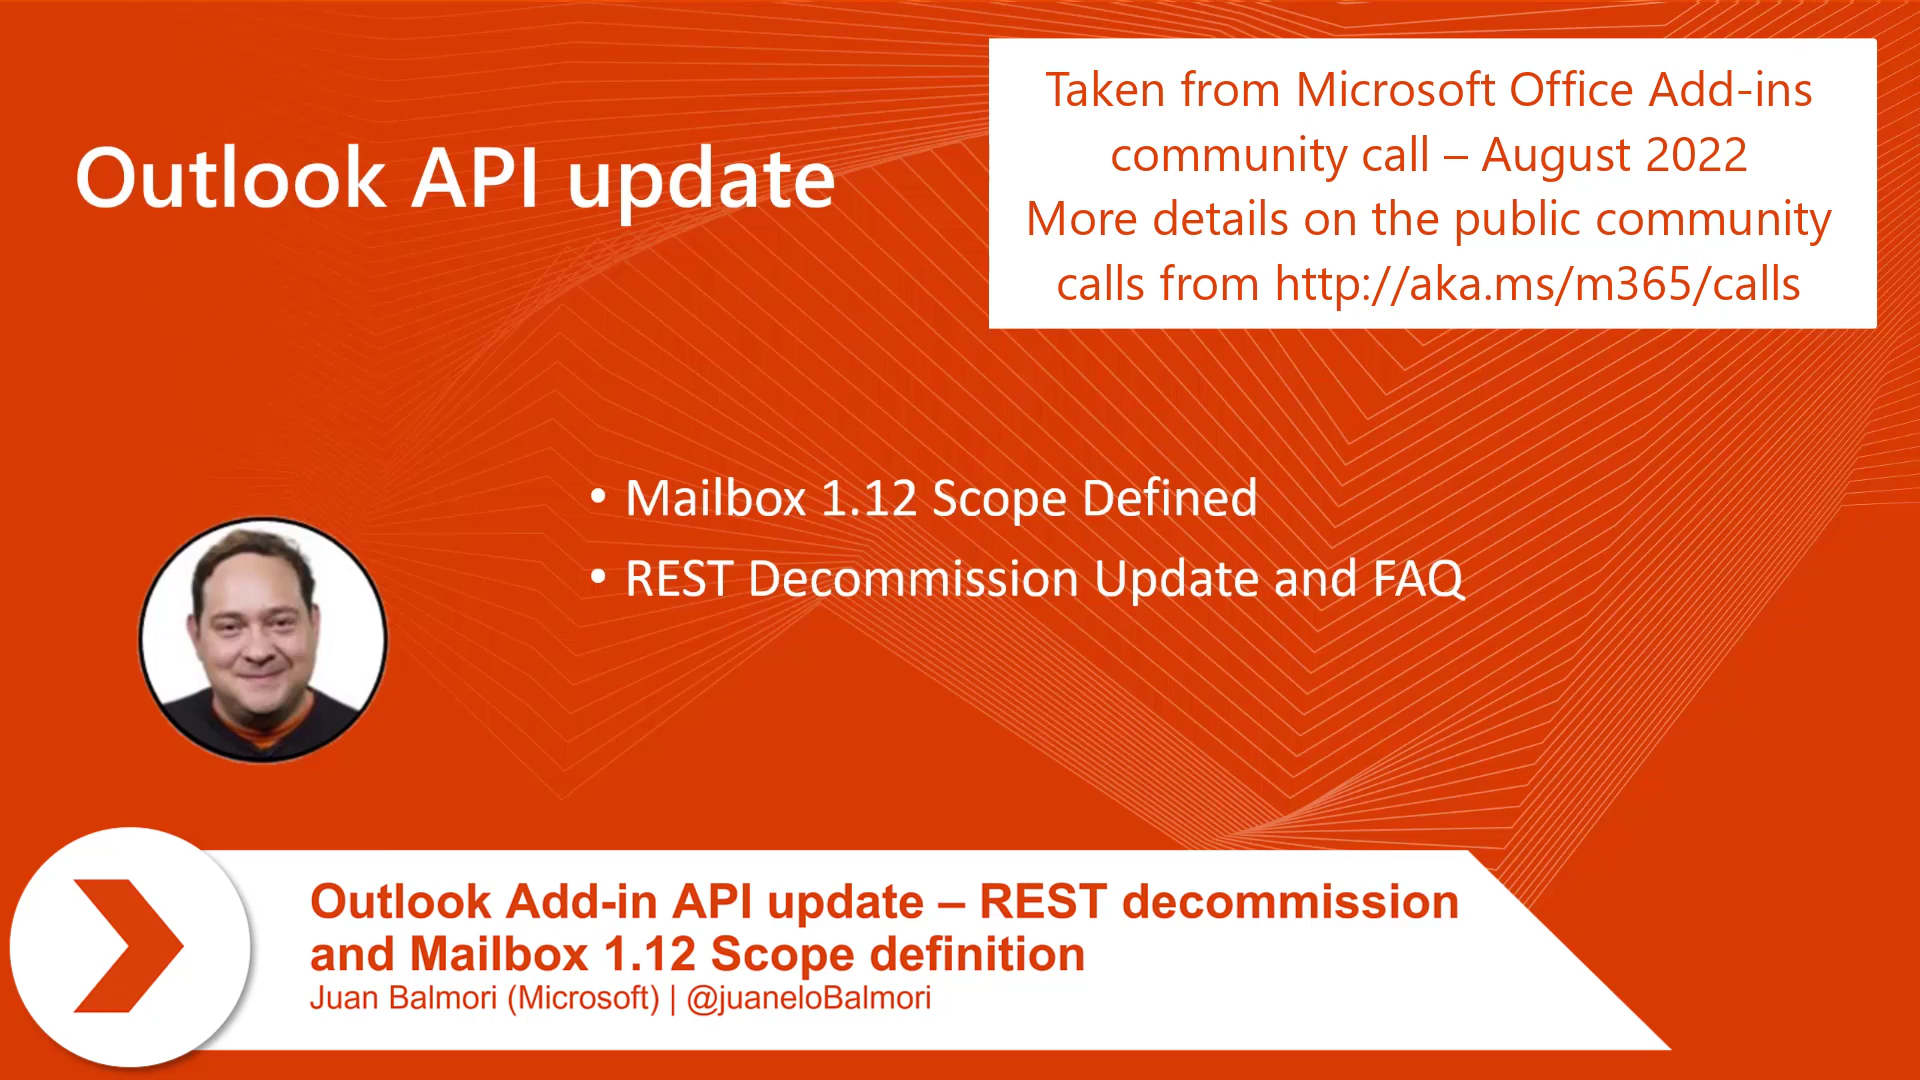 Outlook API update
Taken from Microsoft Office Add-ins
community call – August 2022
More details on the public community
calls from http://aka.ms/m365/calls
• Mailbox 1.12 Scope Defined
• REST Decommission Update and FAQ
Outlook Add-in API update – REST decommission
and Mailbox 1.12 Scope definition
Juan Balmori (Microsoft) | @juaneloBalmori